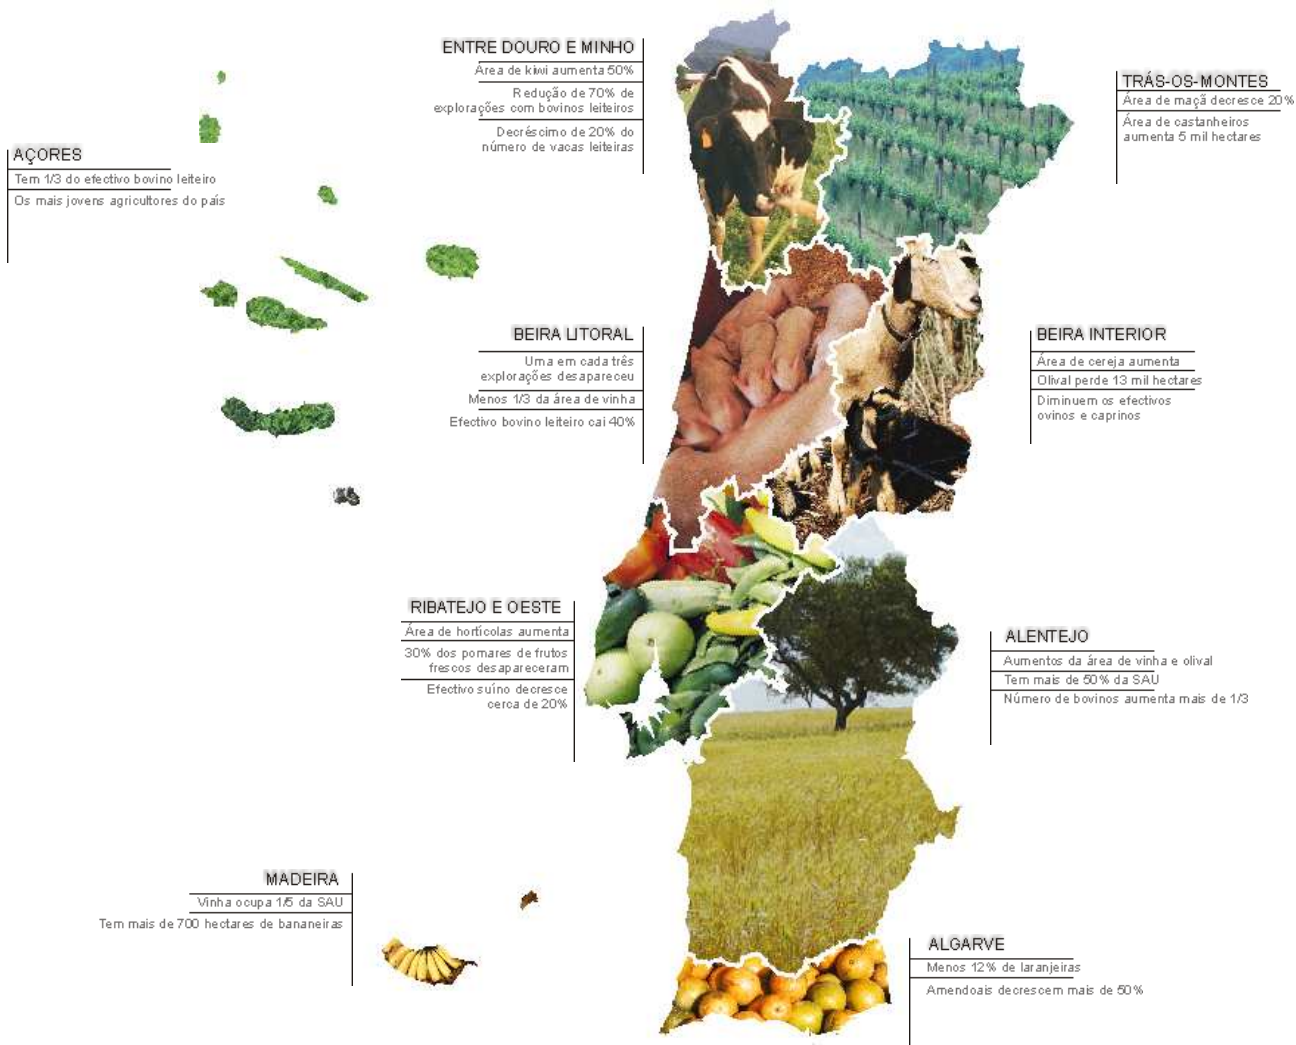 ENTRE DOURO E MINHO
Área de kiwi aumenta 50%
Redução de 70% de
explorações com bovinos leiteiros
Decréscimo de 20% do
número de vacas leiteiras
TRÁS-OS-MONTES
Área de maçã decresce 20%
Área de castanheiros
aumenta 5 mil hectares
AÇORES
Tem 1/3 do efectivo bovino leiteiro
Os mais jovens agricultores do país
BEIRA LITORAL
Uma em cada três
explorações desapareceu
Menos 1/3 da área de vinha
Efectivo bovino leiteiro cai 40%
BEIRA INTERIOR
Área de cereja aumenta
Olival perde 13 mil hectares
Diminuem os efectivos
ovinos e caprinos
RIBATEJO E OESTE
Área de hortícolas aumenta
30% dos pomares de frutos
frescos desapareceram
Efectivo suíno decresce
cerca de 20%
ALENTEJO
Aumentos da área de vinha e olival
Tem mais de 50% da SAU
Número de bovinos aumenta mais de 1/3
MADEIRA
Vinha ocupa 1/5 da SAU
Tem mais de 700 hectares de bananeiras
ALGARVE
Menos 12% de laranjeiras
Amendoais decrescem mais de 50%